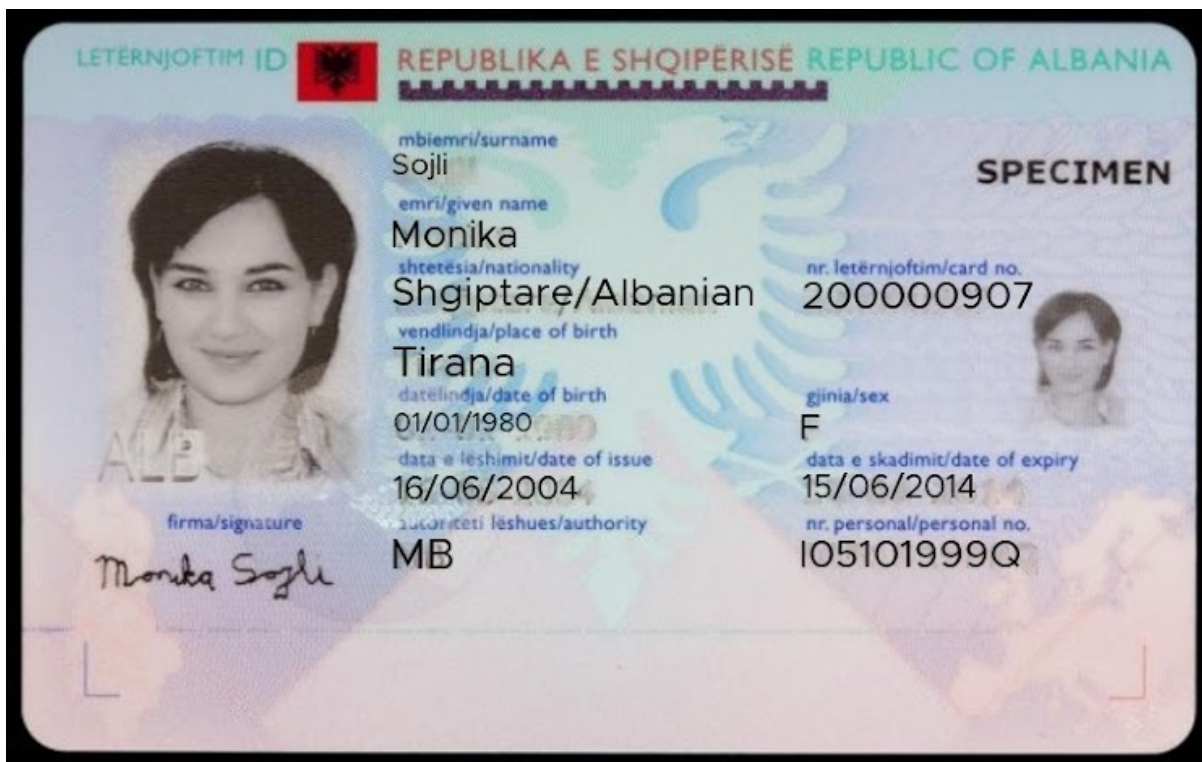 LETËRNJOFTIM ID REPUBLIKA E SHQIPËRISË REPUBLIC OF ALBANIA
mbiemri/surname
Sojli
SPECIMEN
emri/given name
Monika
shtetësia/nationality nr. letërnjoftim/card no.
Shgiptare/Albanian 200000907
vendlindja/place of birth
Tirana
datëlindja/date of birth gjinia/sex
01/01/1980 F
ALB
data e lëshimit/date of issue data e skadimit/date of expiry
16/06/2004 15/06/2014
firma/signature autoriteti lëshues/authority nr. personal/personal no.
Monika Sojli MB I05101999Q